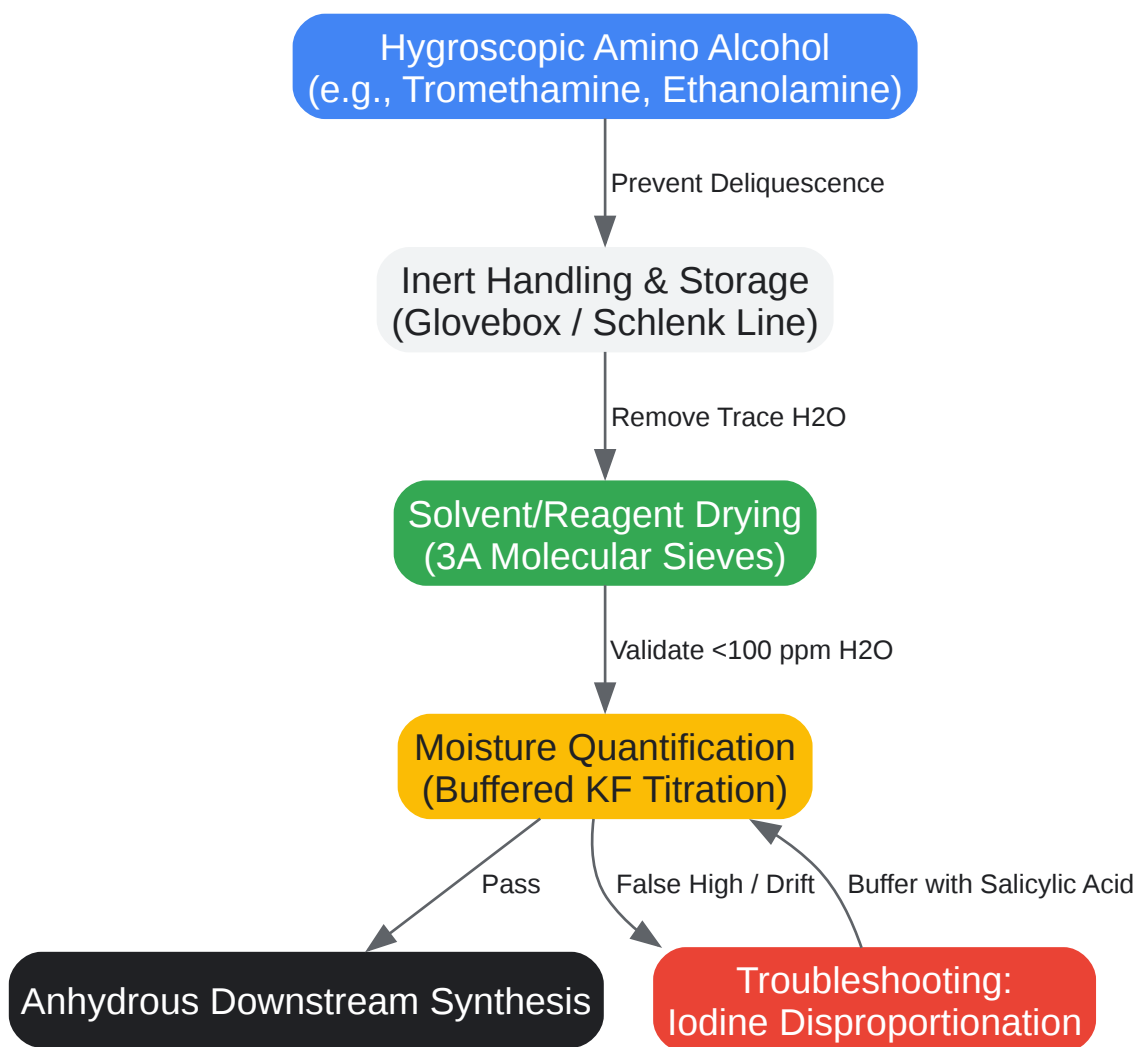 Hygroscopic Amino Alcohol
(e.g., Tromethamine, Ethanolamine)
Prevent Deliquescence
Inert Handling & Storage
(Glovebox / Schlenk Line)
Remove Trace H2O
Solvent/Reagent Drying
(3A Molecular Sieves)
Validate <100 ppm H2O
Moisture Quantification
(Buffered KF Titration)
Pass
False High / Drift
Buffer with Salicylic Acid
Anhydrous Downstream Synthesis
Troubleshooting:
Iodine Disproportionation